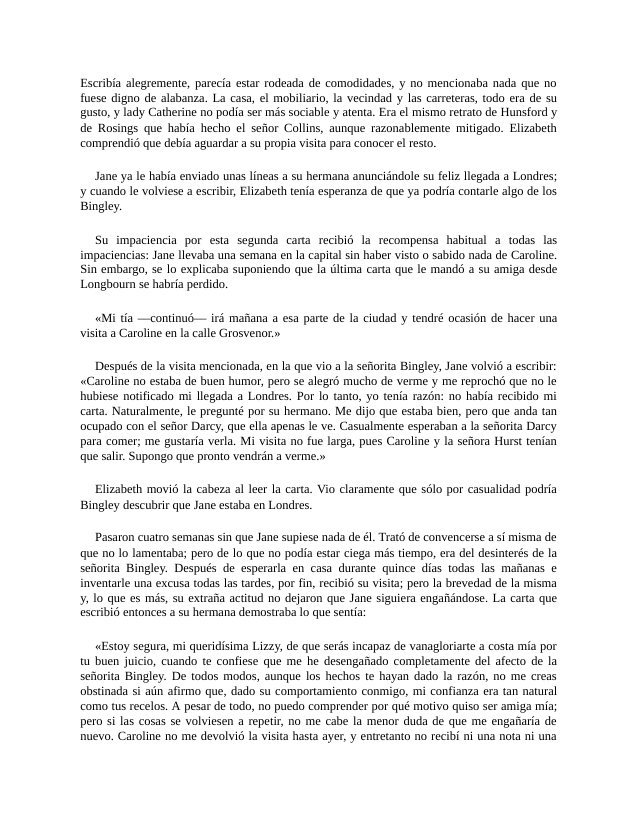 Escribía alegremente, parecía estar rodeada de comodidades, y no mencionaba nada que no
fuese digno de alabanza. La casa, el mobiliario, la vecindad y las carreteras, todo era de su
gusto, y lady Catherine no podía ser más sociable y atenta. Era el mismo retrato de Hunsford y
de Rosings que había hecho el señor Collins, aunque razonablemente mitigado. Elizabeth
comprendió que debía aguardar a su propia visita para conocer el resto.
Jane ya le había enviado unas líneas a su hermana anunciándole su feliz llegada a Londres;
y cuando le volviese a escribir, Elizabeth tenía esperanza de que ya podría contarle algo de los
Bingley.
Su impaciencia por esta segunda carta recibió la recompensa habitual a todas las
impaciencias: Jane llevaba una semana en la capital sin haber visto o sabido nada de Caroline.
Sin embargo, se lo explicaba suponiendo que la última carta que le mandó a su amiga desde
Longbourn se habría perdido.
«Mi tía —continuó— irá mañana a esa parte de la ciudad y tendré ocasión de hacer una
visita a Caroline en la calle Grosvenor.»
Después de la visita mencionada, en la que vio a la señorita Bingley, Jane volvió a escribir:
«Caroline no estaba de buen humor, pero se alegró mucho de verme y me reprochó que no le
hubiese notificado mi llegada a Londres. Por lo tanto, yo tenía razón: no había recibido mi
carta. Naturalmente, le pregunté por su hermano. Me dijo que estaba bien, pero que anda tan
ocupado con el señor Darcy, que ella apenas le ve. Casualmente esperaban a la señorita Darcy
para comer; me gustaría verla. Mi visita no fue larga, pues Caroline y la señora Hurst tenían
que salir. Supongo que pronto vendrán a verme.»
Elizabeth movió la cabeza al leer la carta. Vio claramente que sólo por casualidad podría
Bingley descubrir que Jane estaba en Londres.
Pasaron cuatro semanas sin que Jane supiese nada de él. Trató de convencerse a sí misma de
que no lo lamentaba; pero de lo que no podía estar ciega más tiempo, era del desinterés de la
señorita Bingley. Después de esperarla en casa durante quince días todas las mañanas e
inventarle una excusa todas las tardes, por fin, recibió su visita; pero la brevedad de la misma
y, lo que es más, su extraña actitud no dejaron que Jane siguiera engañándose. La carta que
escribió entonces a su hermana demostraba lo que sentía:
«Estoy segura, mi queridísima Lizzy, de que serás incapaz de vanagloriarte a costa mía por
tu buen juicio, cuando te confiese que me he desengañado completamente del afecto de la
señorita Bingley. De todos modos, aunque los hechos te hayan dado la razón, no me creas
obstinada si aún afirmo que, dado su comportamiento conmigo, mi confianza era tan natural
como tus recelos. A pesar de todo, no puedo comprender por qué motivo quiso ser amiga mía;
pero si las cosas se volviesen a repetir, no me cabe la menor duda de que me engañaría de
nuevo. Caroline no me devolvió la visita hasta ayer, y entretanto no recibí ni una nota ni una